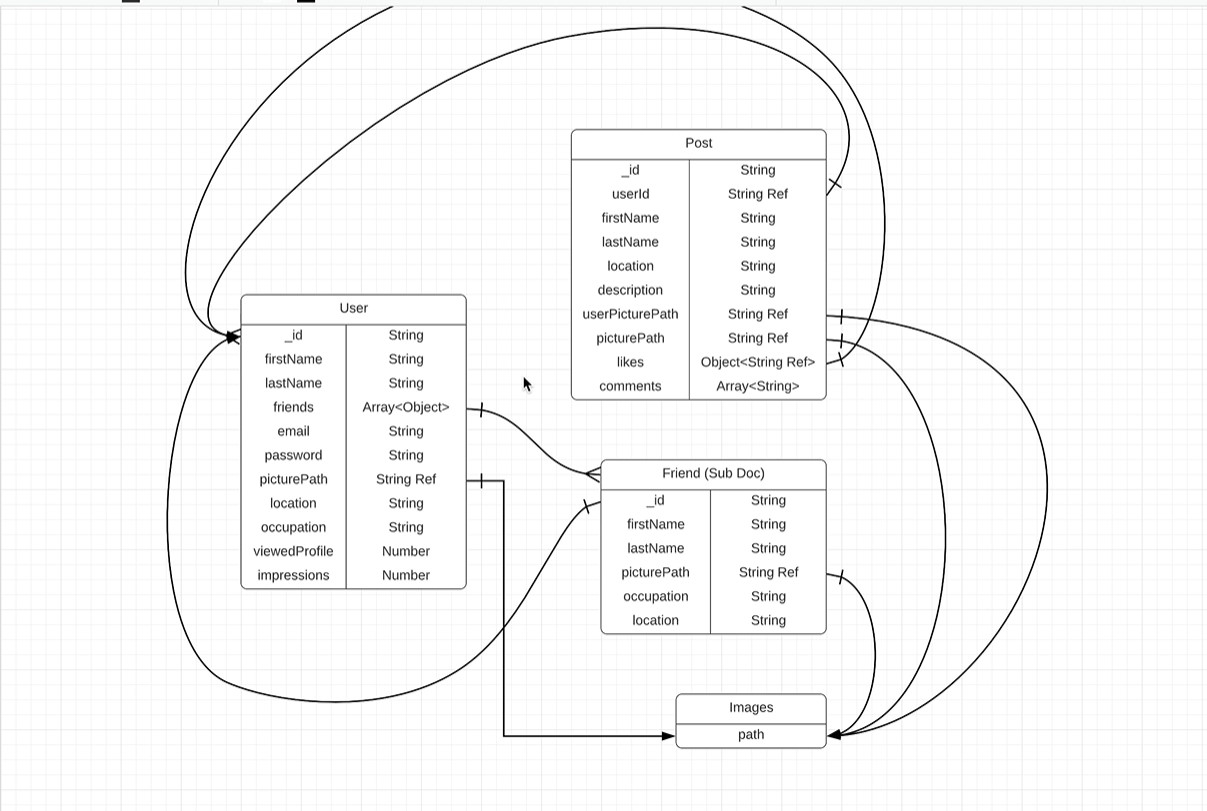 Post
_id String
userId String Ref
firstName String
lastName String
location String
description String
userPicturePath String Ref
picturePath String Ref
likes Object<String Ref>
comments Array<String>
User
_id String
firstName String
lastName String
friends Array<Object>
email String
password String
picturePath String Ref
location String
occupation String
viewedProfile Number
impressions Number
Friend (Sub Doc)
_id String
firstName String
lastName String
picturePath String Ref
occupation String
location String
Images
path